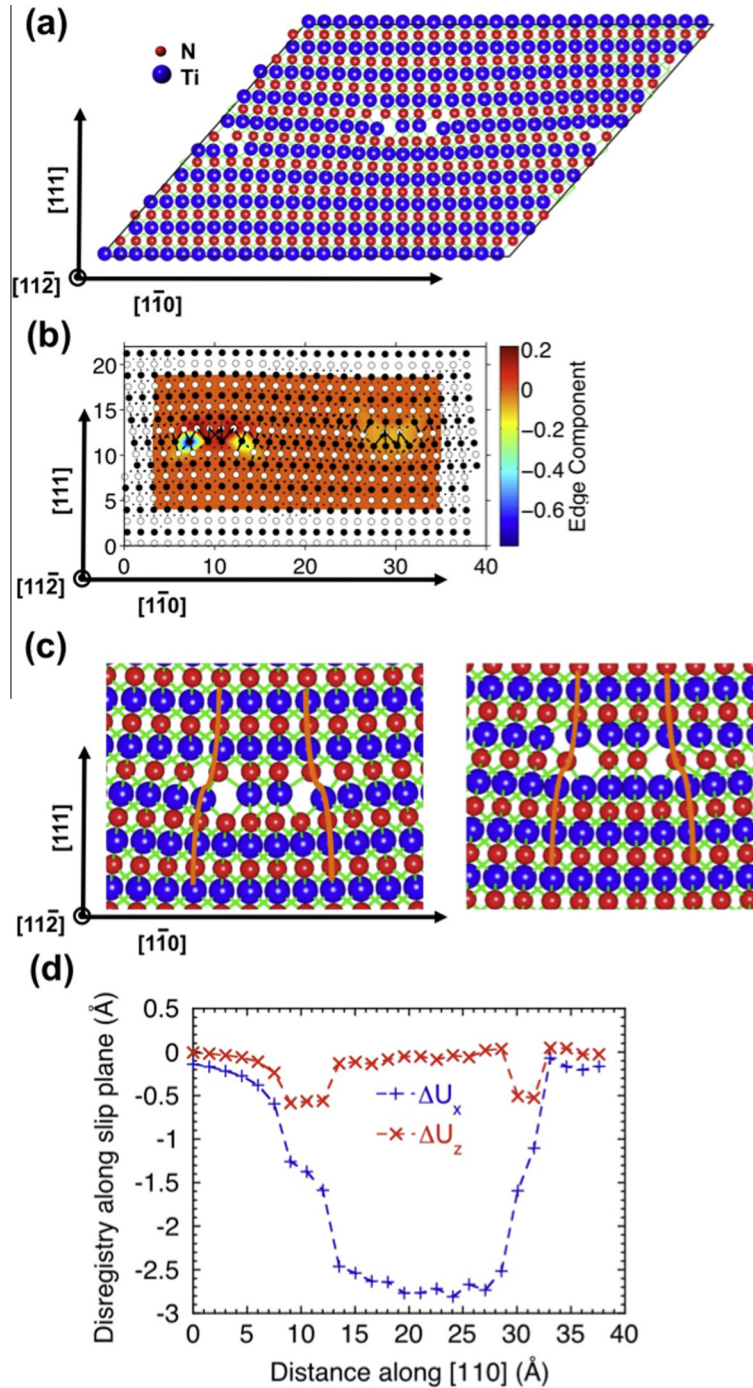 (a)
N
Ti
[111]
[112̄]
[11̄0]
(b)
20
10
0
0 10 20 30 40
0.2
0
−0.2
−0.4
−0.6
Edge Component
[111]
[112̄]
[11̄0]
(c)
[111]
[112̄]
[11̄0]
(d)
Disregistry along slip plane (Å)
0.5
0
-0.5
-1
-1.5
-2
-2.5
-3
ΔUx
ΔUz
0 5 10 15 20 25 30 35 40
Distance along [110] (Å)